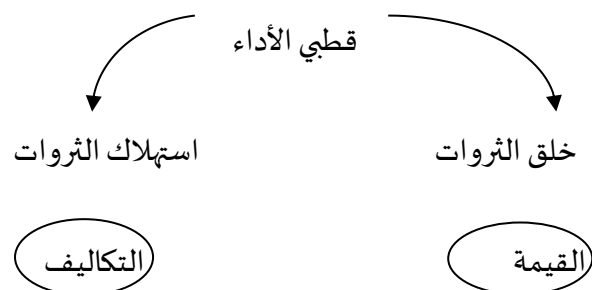 قطبي الأداء
خلق الثروات
استهلاك الثروات
القيمة
التكاليف